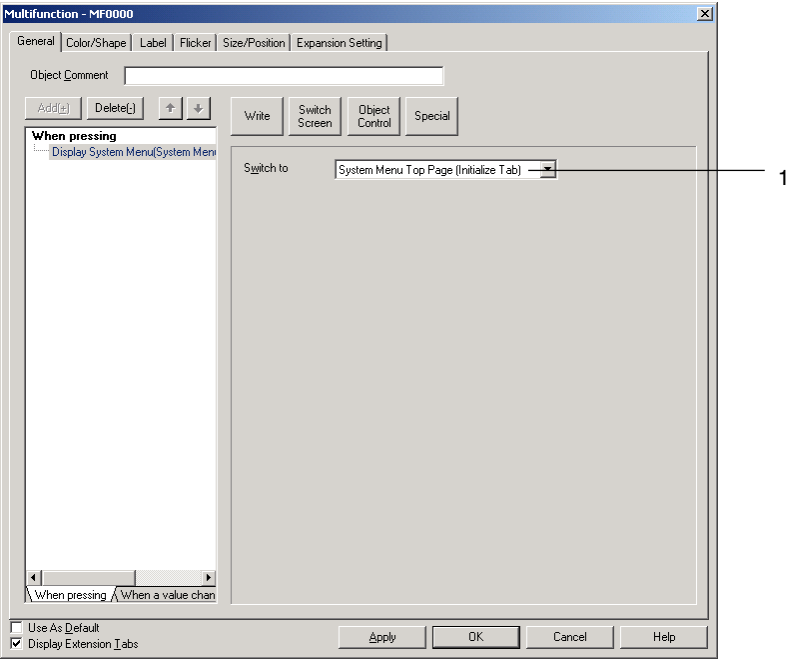 Multifunction - MF0000
General Color/Shape Label Flicker Size/Position Expansion Setting
Object Comment
Add(+) Delete(-)
Write Switch Screen Object Control Special
When pressing
Display System Menu(System Men
Switch to System Menu Top Page (Initialize Tab) 1
When pressing When a value chan
Use As Default
Display Extension Tabs
Apply OK Cancel Help